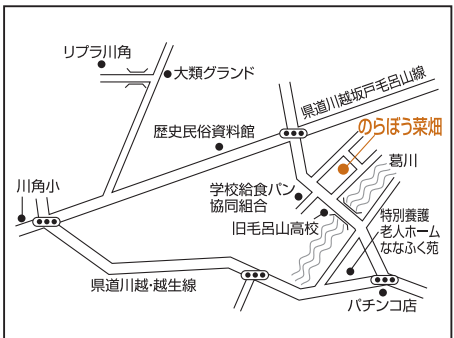 リプラ川角
大類グランド
県道川越坂戸毛呂山線
歴史民俗資料館
のらぼう菜畑
葛川
川角小
学校給食パン
協同組合
旧毛呂山高校
特別養護
老人ホーム
ななふく苑
県道川越・越生線
パチンコ店